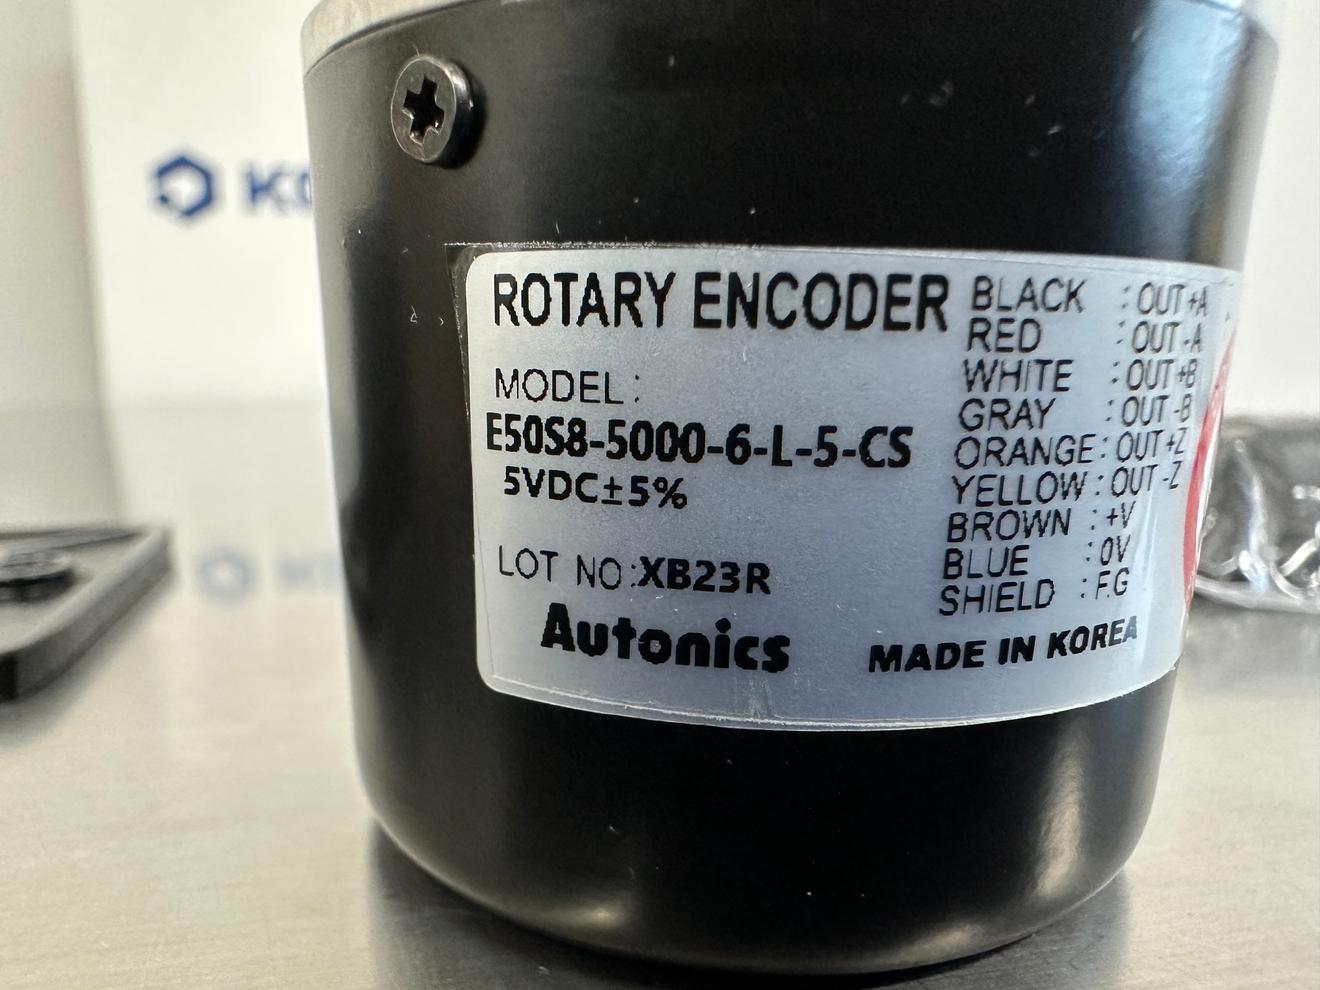 ROTARY ENCODER
MODEL:
E50S8-5000-6-L-5-CS
5VDC±5%
LOT NO:XB23R
Autonics
BLACK : OUT+A
RED : OUT-A
WHITE : OUT+B
GRAY : OUT-B
ORANGE: OUT+Z
YELLOW: OUT-Z
BROWN : +V
BLUE : 0V
SHIELD : F.G
MADE IN KOREA